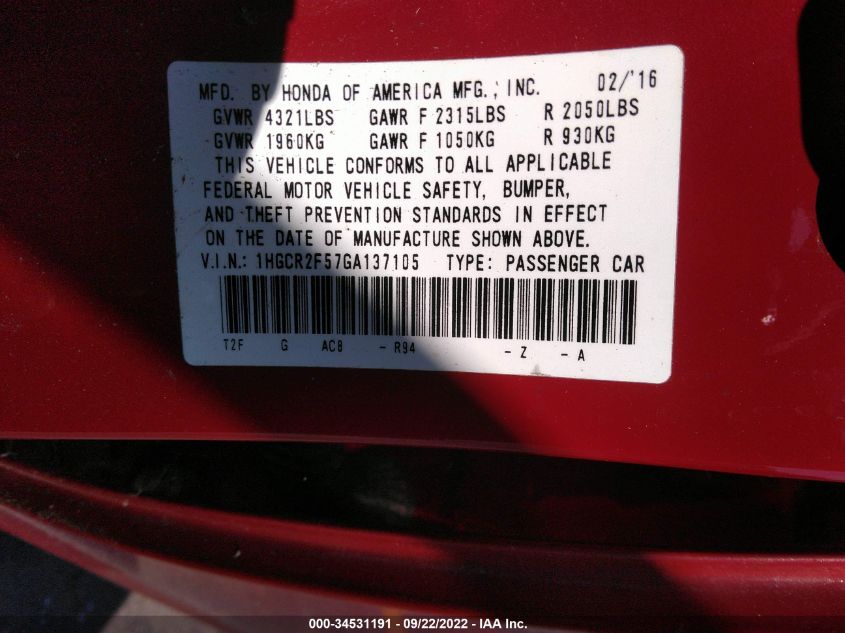 MFD. BY HONDA OF AMERICA MFG., INC. 02/'16
GVWR 4321LBS GAWR F 2315LBS R 2050LBS
GVWR 1960KG GAWR F 1050KG R 930KG
THIS VEHICLE CONFORMS TO ALL APPLICABLE
FEDERAL MOTOR VEHICLE SAFETY, BUMPER,
AND THEFT PREVENTION STANDARDS IN EFFECT
ON THE DATE OF MANUFACTURE SHOWN ABOVE.
V.I.N.: 1HGCR2F57GA137105 TYPE: PASSENGER CAR
T2F G AC8 - R94 - Z - A
000-34531191 - 09/22/2022 - IAA Inc.